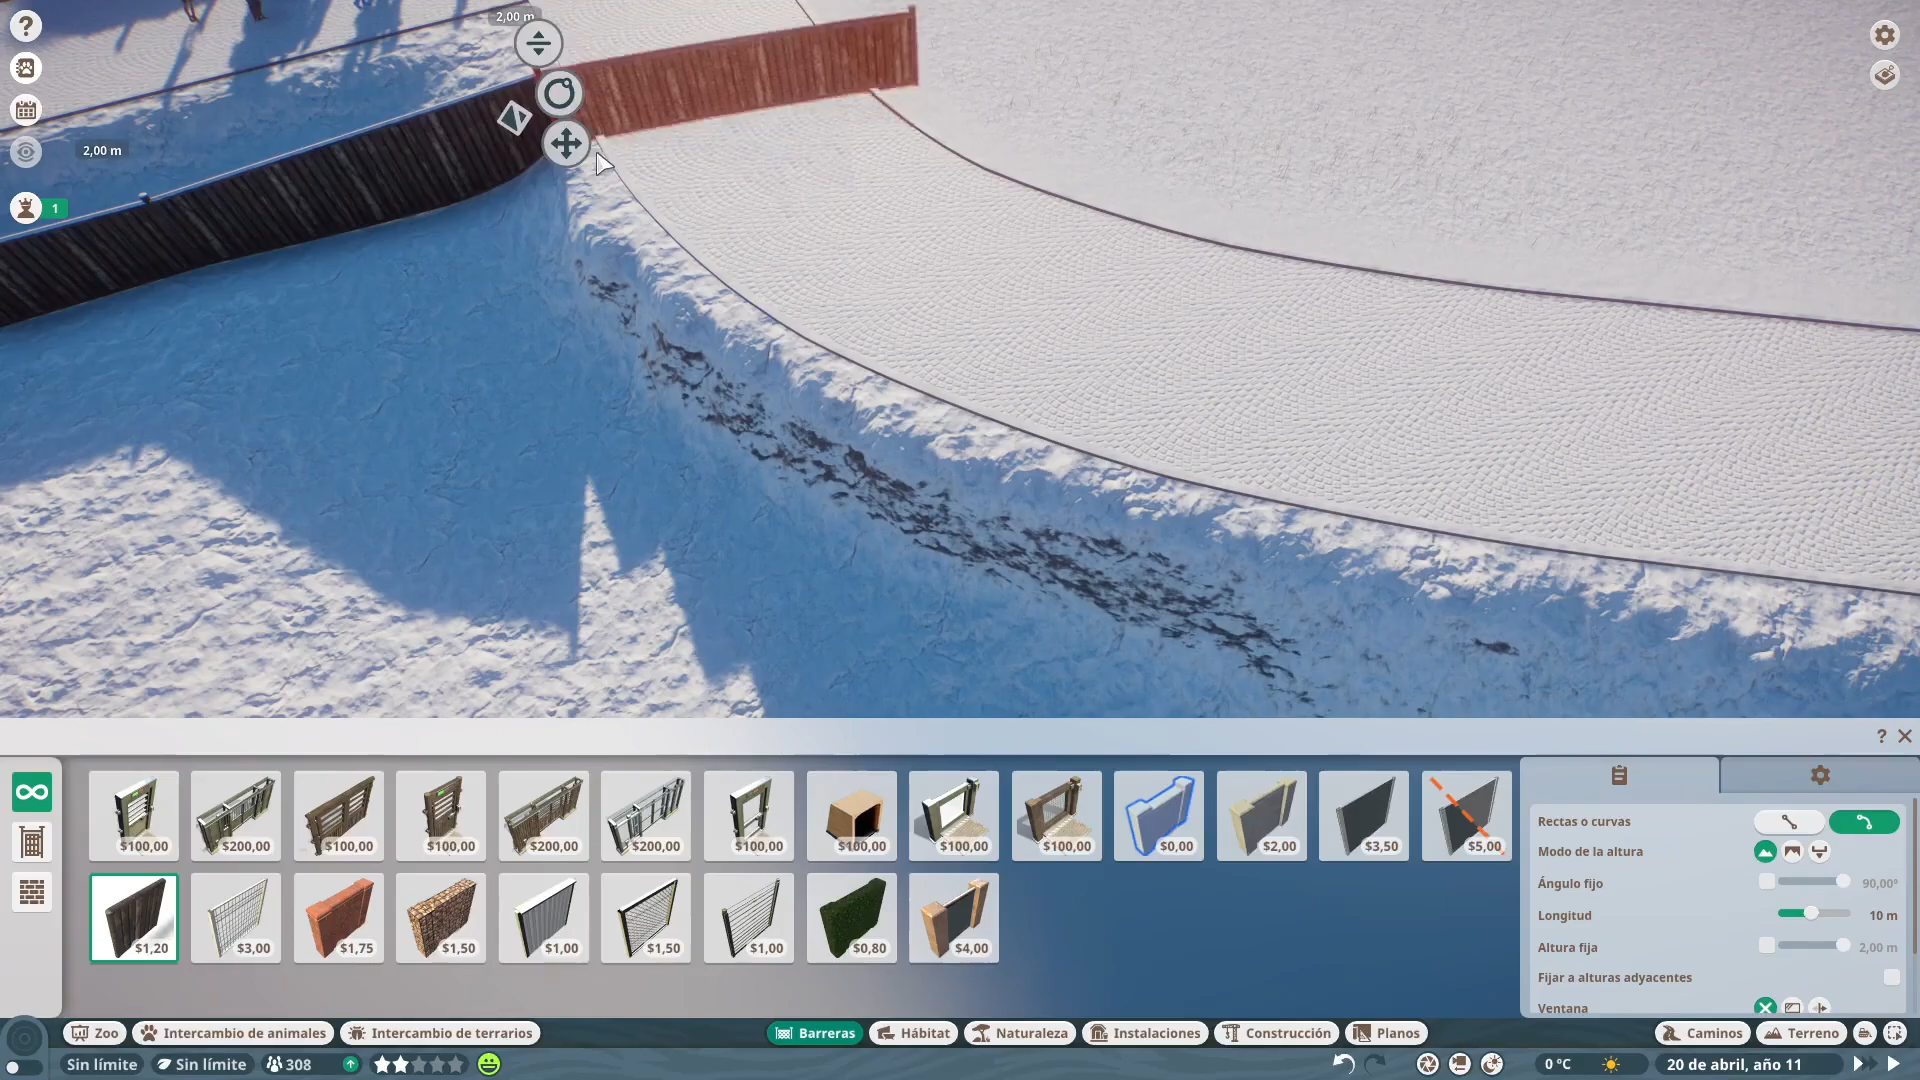 2,00 m
2,00 m
1
$100,00
$200,00
$100,00
$100,00
$200,00
$200,00
$100,00
$100,00
$100,00
$100,00
$0,00
$2,00
$3,50
$5,00
$1,20
$3,00
$1,75
$1,50
$1,00
$1,50
$1,00
$0,80
$4,00
Rectas o curvas
Modo de la altura
Ángulo fijo 90,00°
Longitud 10 m
Altura fija 2,00 m
Fijar a alturas adyacentes
Ventana
Zoo Intercambio de animales Intercambio de terrarios Barreras Hábitat Naturaleza Instalaciones Construcción Planos Caminos Terreno
Sin límite Sin límite 308 0 °C 20 de abril, año 11